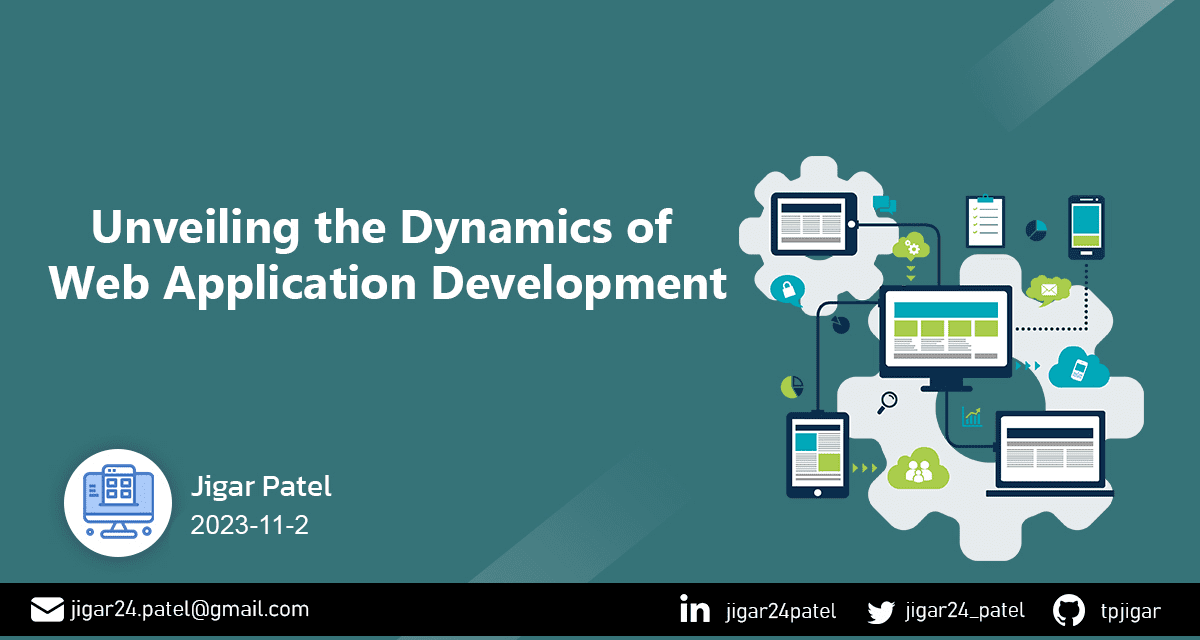 Unveiling the Dynamics of
Web Application Development
Jigar Patel
2023-11-2
jigar24.patel@gmail.com
jigar24patel
jigar24_patel
tpjigar